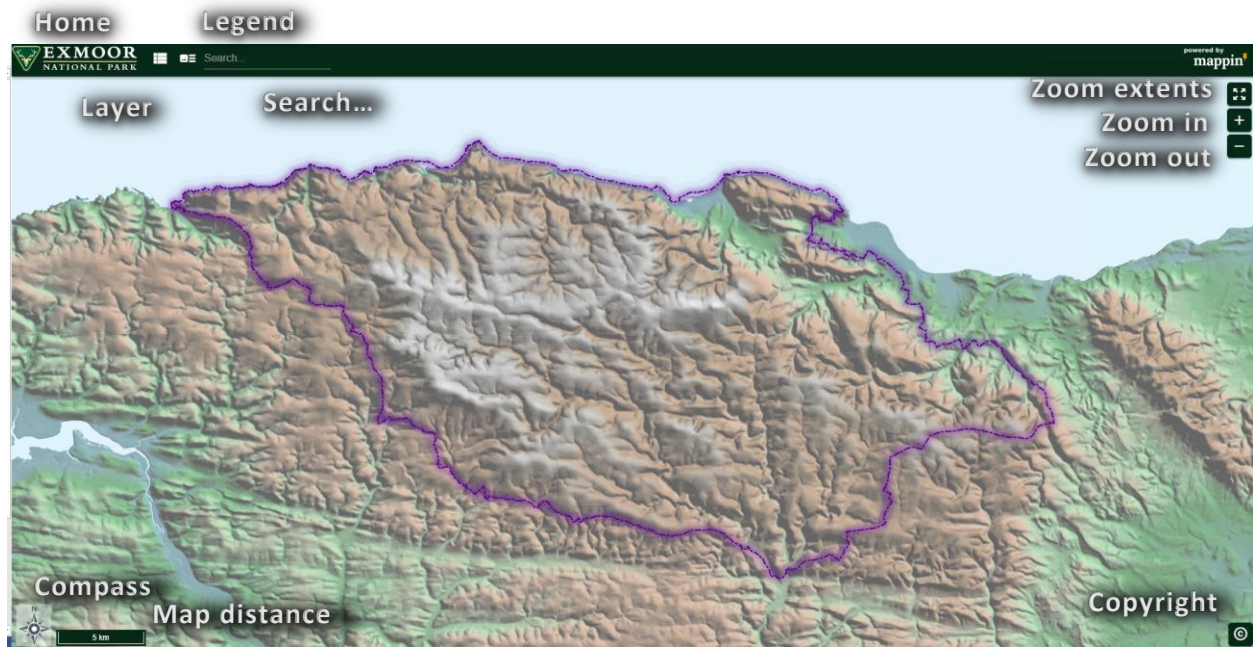 Home
Legend
EXMOOR
NATIONAL PARK
Search...
powered by
mappin
Layer
Search...
Zoom extents
Zoom in
Zoom out
Compass
Map distance
Copyright
N
5 km
©